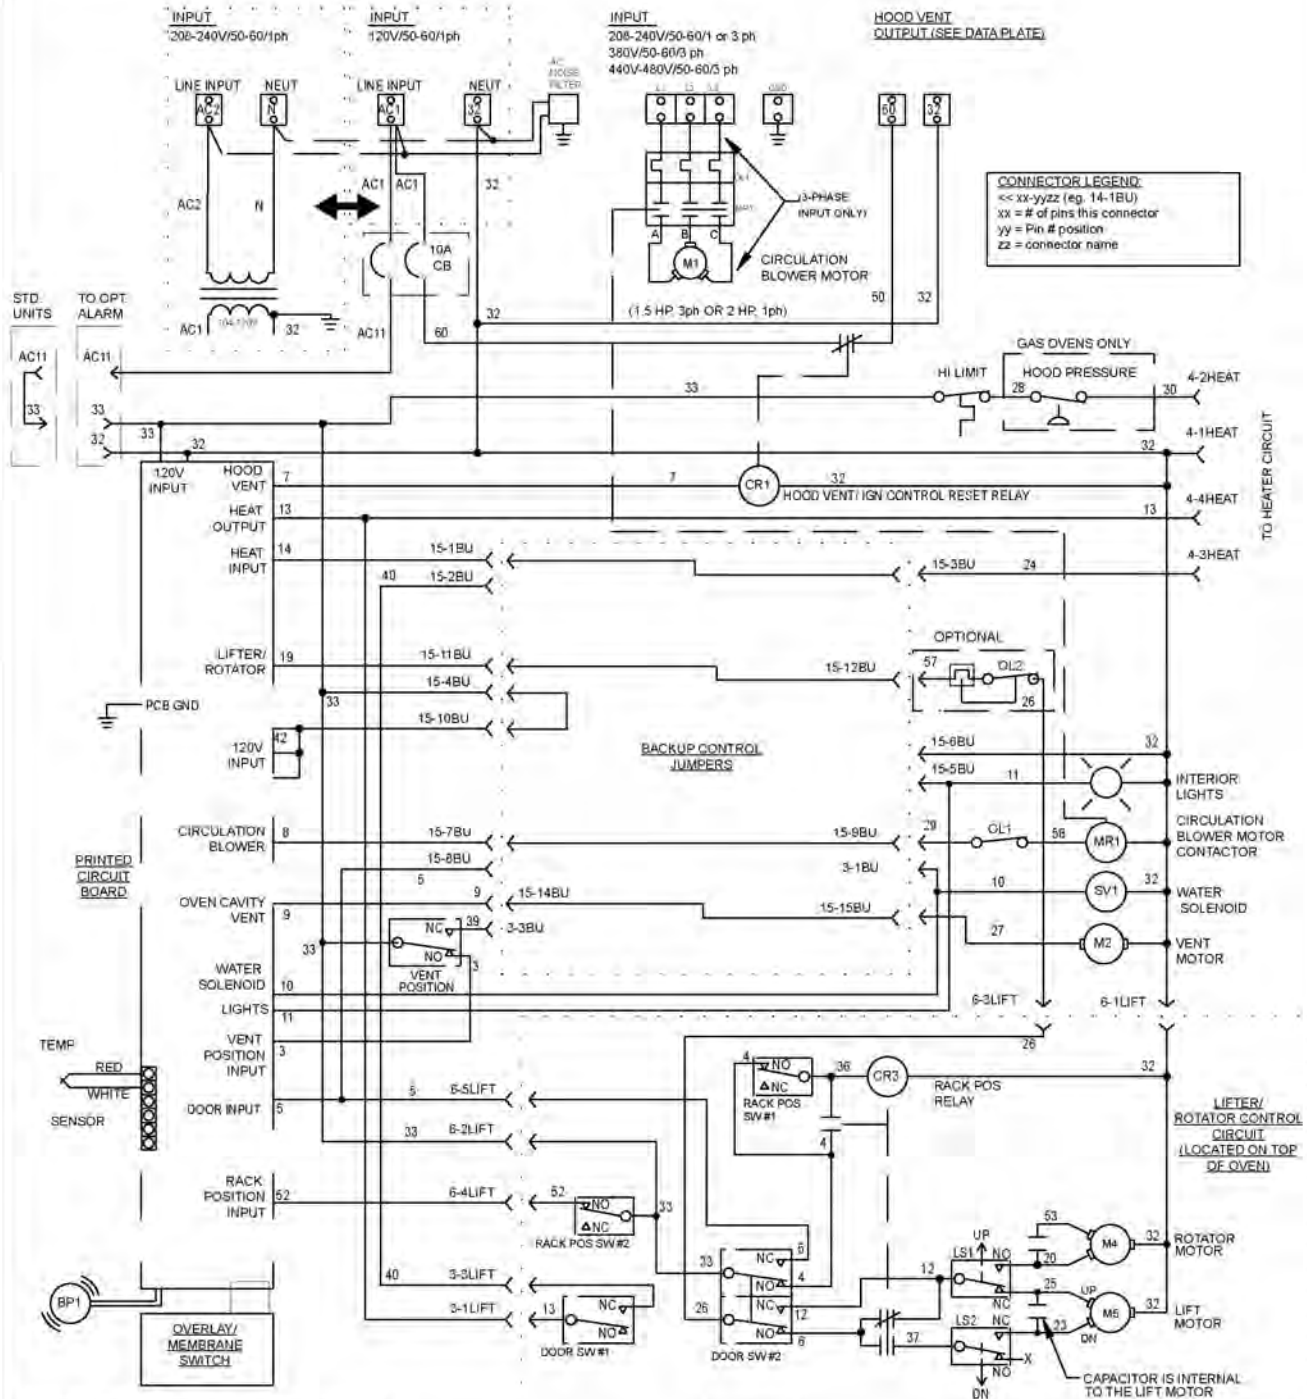 INPUT
208-240V/50-60/1ph
INPUT
120V/50-60/1ph
INPUT
208-240V/50-60/1 or 3 ph
380V/50-60/3 ph
440V-480V/50-60/3 ph
HOOD VENT
OUTPUT (SEE DATA PLATE)
LINE INPUT
NEUT
LINE INPUT
NEUT
AC
NOISE
FILTER
AC2
N
AC1
32
GND
50
32
AC2
N
AC1
AC1
32
10A
CB
A
B
C
M1
(3-PHASE
INPUT ONLY)
CIRCULATION
BLOWER MOTOR
(1.5 HP, 3ph OR 2 HP, 1ph)
CONNECTOR LEGEND:
<< xx-yyzz (eg. 14-1BU)
xx = # of pins this connector
yy = Pin # position
zz = connector name
STD.
UNITS
TO OPT.
ALARM
AC1
32
AC11
60
32
50
32
AC11
AC11
33
33
32
33
32
33
GAS OVENS ONLY
HI LIMIT
28
HOOD PRESSURE
30
4-2HEAT
32
4-1HEAT
13
4-4HEAT
4-3HEAT
TO HEATER CIRCUIT
120V
INPUT
HOOD
VENT
7
7
CR1
32
HOOD VENT/ IGN CONTROL RESET RELAY
HEAT
OUTPUT
13
HEAT
INPUT
14
15-1BU
15-3BU
24
40
15-2BU
LIFTER/
ROTATOR
19
15-11BU
15-12BU
OPTIONAL
57
OL2
26
15-4BU
33
PCB GND
15-10BU
42
120V
INPUT
BACKUP CONTROL
JUMPERS
15-6BU
32
15-5BU
11
INTERIOR
LIGHTS
CIRCULATION
BLOWER
8
15-7BU
15-9BU
29
OL1
58
MR1
CIRCULATION
BLOWER MOTOR
CONTACTOR
PRINTED
CIRCUIT
BOARD
15-8BU
5
3-1BU
10
SV1
32
WATER
SOLENOID
OVEN CAVITY
VENT
9
9
15-14BU
15-15BU
27
M2
VENT
MOTOR
NC
39
3-3BU
33
NO
3
VENT
POSITION
WATER
SOLENOID
10
LIGHTS
11
6-3LIFT
6-1LIFT
VENT
POSITION
INPUT
3
26
TEMP
RED
WHITE
SENSOR
DOOR INPUT
5
5
6-5LIFT
4
NO
NC
RACK POS
SW#1
36
CR3
RACK POS
RELAY
32
4
33
6-2LIFT
LIFTER/
ROTATOR CONTROL
CIRCUIT
(LOCATED ON TOP
OF OVEN)
RACK
POSITION
INPUT
52
6-4LIFT
52
NO
NC
RACK POS SW#2
33
33
NC
NO
4
53
M4
32
ROTATOR
MOTOR
UP
LS1
NO
20
12
NC
BP1
40
3-3LIFT
3-1LIFT
13
NC
NO
DOOR SW#1
26
NC
12
NO
6
DOOR SW#2
25
UP
M5
32
LIFT
MOTOR
23
DN
37
LS2
NC
NO
X
DN
OVERLAY/
MEMBRANE
SWITCH
CAPACITOR IS INTERNAL
TO THE LIFT MOTOR